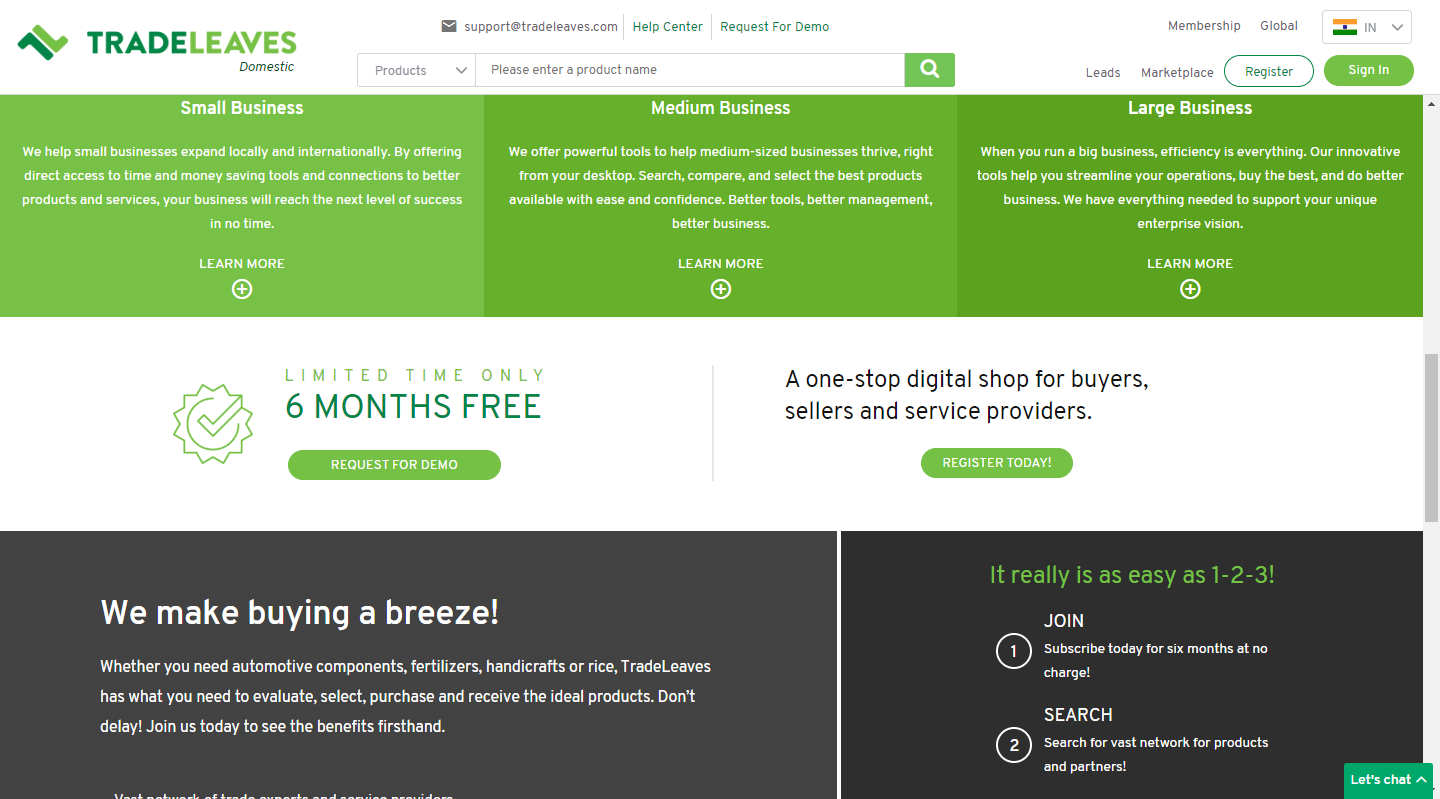 TRADELEAVES
Domestic
support@tradeleaves.com
Help Center
Request For Demo
Membership
Global
IN
Products
Please enter a product name
Leads
Marketplace
Register
Sign In
Small Business
We help small businesses expand locally and internationally. By offering
direct access to time and money saving tools and connections to better
products and services, your business will reach the next level of success
in no time.
LEARN MORE
Medium Business
We offer powerful tools to help medium-sized businesses thrive, right
from your desktop. Search, compare, and select the best products
available with ease and confidence. Better tools, better management,
better business.
LEARN MORE
Large Business
When you run a big business, efficiency is everything. Our innovative
tools help you streamline your operations, buy the best, and do better
business. We have everything needed to support your unique
enterprise vision.
LEARN MORE
LIMITED TIME ONLY
6 MONTHS FREE
REQUEST FOR DEMO
A one-stop digital shop for buyers,
sellers and service providers.
REGISTER TODAY!
We make buying a breeze!
Whether you need automotive components, fertilizers, handicrafts or rice, TradeLeaves
has what you need to evaluate, select, purchase and receive the ideal products. Don’t
delay! Join us today to see the benefits firsthand.
Vast network of trade experts and service providers
It really is as easy as 1-2-3!
JOIN
1
Subscribe today for six months at no
charge!
SEARCH
2
Search for vast network for products
and partners!
Let's chat